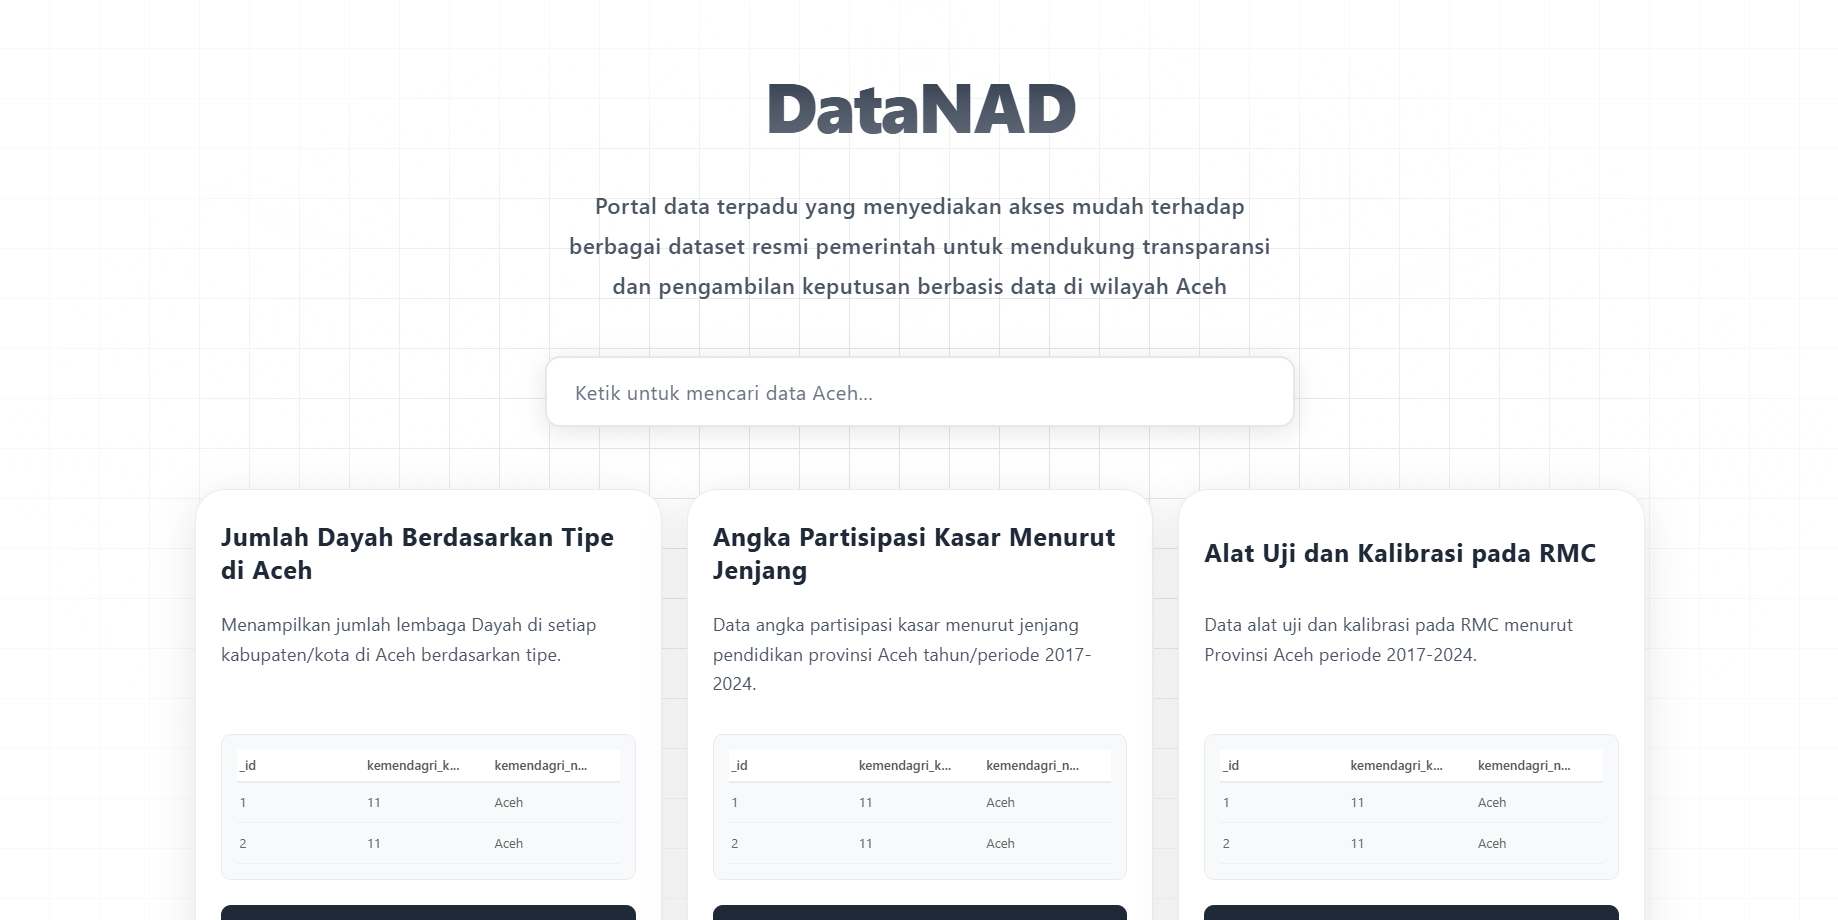 DataNAD
Portal data terpadu yang menyediakan akses mudah terhadap
berbagai dataset resmi pemerintah untuk mendukung transparansi
dan pengambilan keputusan berbasis data di wilayah Aceh
Ketik untuk mencari data Aceh...
Jumlah Dayah Berdasarkan Tipe
di Aceh
Menampilkan jumlah lembaga Dayah di setiap
kabupaten/kota di Aceh berdasarkan tipe.
_id kemendagri_k... kemendagri_n...
1 11 Aceh
2 11 Aceh
Angka Partisipasi Kasar Menurut
Jenjang
Data angka partisipasi kasar menurut jenjang
pendidikan provinsi Aceh tahun/periode 2017-
2024.
_id kemendagri_k... kemendagri_n...
1 11 Aceh
2 11 Aceh
Alat Uji dan Kalibrasi pada RMC
Data alat uji dan kalibrasi pada RMC menurut
Provinsi Aceh periode 2017-2024.
_id kemendagri_k... kemendagri_n...
1 11 Aceh
2 11 Aceh